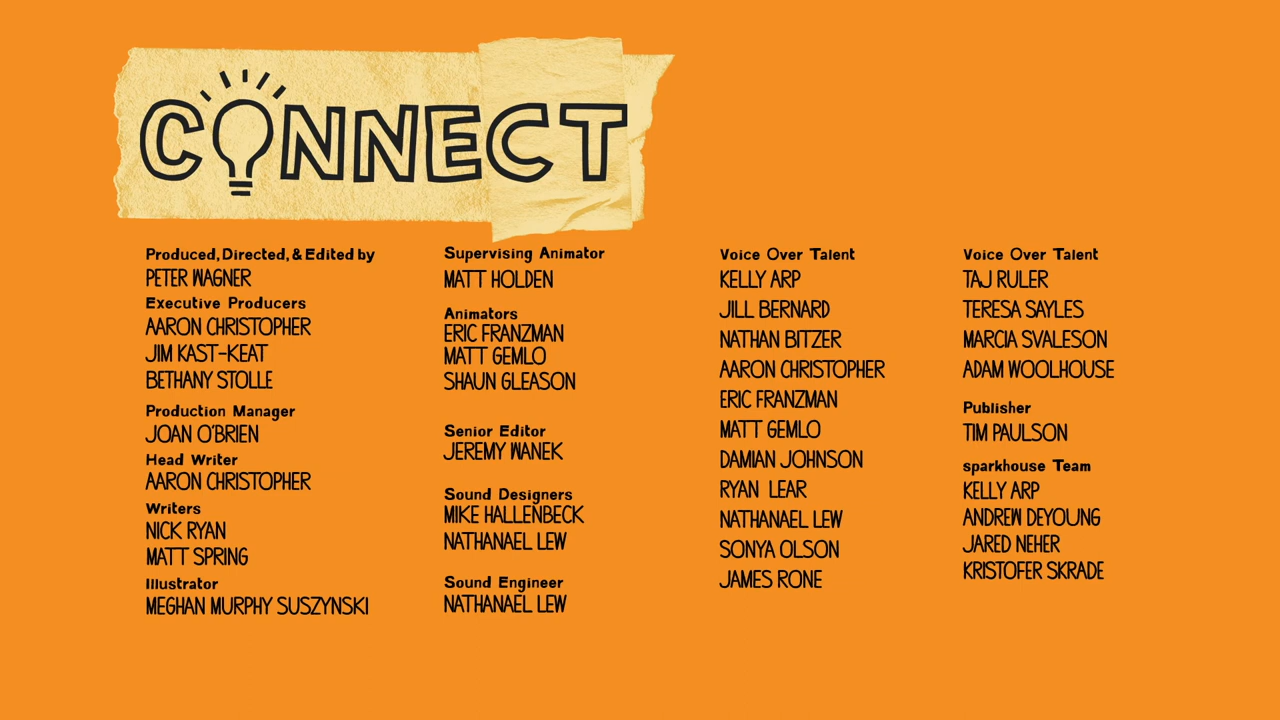 CONNECT
Produced, Directed, & Edited by
PETER WAGNER
Executive Producers
AARON CHRISTOPHER
JIM KAST-KEAT
BETHANY STOLLE
Production Manager
JOAN O'BRIEN
Head Writer
AARON CHRISTOPHER
Writers
NICK RYAN
MATT SPRING
Illustrator
MEGHAN MURPHY SUSZYNSKI
Supervising Animator
MATT HOLDEN
Animators
ERIC FRANZMAN
MATT GEMLO
SHAUN GLEASON
Senior Editor
JEREMY WANEK
Sound Designers
MIKE HALLENBECK
NATHANAEL LEW
Sound Engineer
NATHANAEL LEW
Voice Over Talent
KELLY ARP
JILL BERNARD
NATHAN BITZER
AARON CHRISTOPHER
ERIC FRANZMAN
MATT GEMLO
DAMIAN JOHNSON
RYAN LEAR
NATHANAEL LEW
SONYA OLSON
JAMES RONE
Voice Over Talent
TAJ RULER
TERESA SAYLES
MARCIA SVALESON
ADAM WOOLHOUSE
Publisher
TIM PAULSON
sparkhouse Team
KELLY ARP
ANDREW DEYOUNG
JARED NEHER
KRISTOFER SKRADE